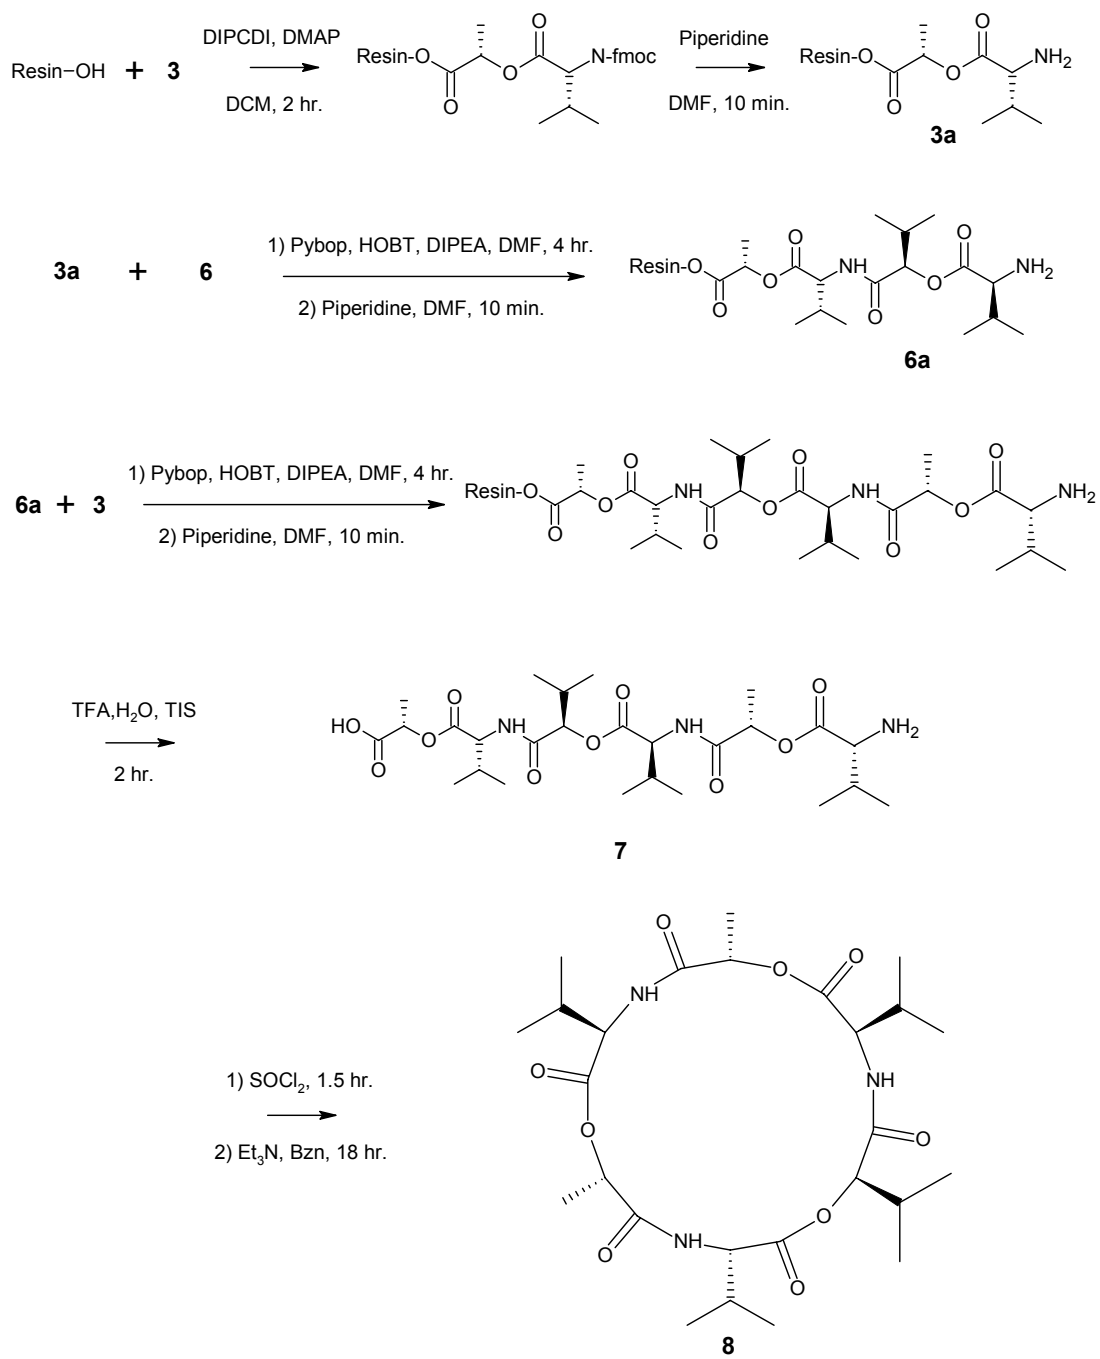 Resin-OH + 3
DIPCDI, DMAP
DCM, 2 hr.
Resin-O O O O N-fmoc
Piperidine
DMF, 10 min.
Resin-O O O O NH2
3a
3a + 6
1) Pybop, HOBT, DIPEA, DMF, 4 hr.
2) Piperidine, DMF, 10 min.
Resin-O O O O NH O O O NH2
6a
6a + 3
1) Pybop, HOBT, DIPEA, DMF, 4 hr.
2) Piperidine, DMF, 10 min.
Resin-O O O O NH O O O NH O O O NH2
TFA,H2O, TIS
2 hr.
HO O O O NH O O O NH O O O NH2
7
1) SOCl2, 1.5 hr.
2) Et3N, Bzn, 18 hr.
O O O
NH
O NH
O O
O NH O
O O
8